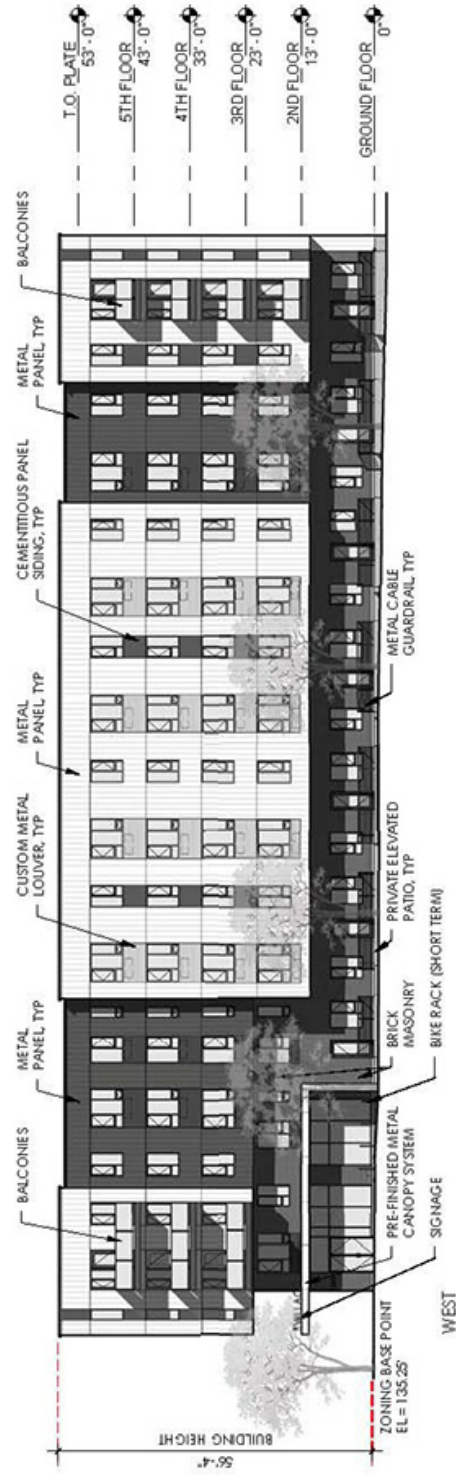 BALCONIES
METAL
PANEL, TYP
CUSTOM METAL
LOUVER, TYP
METAL
PANEL, TYP
CEMENTITIOUS PANEL
SIDING, TYP
METAL
PANEL, TYP
BALCONIES
T.O. PLATE
53' - 0"
5TH FLOOR
43' - 0"
4TH FLOOR
33' - 0"
3RD FLOOR
23' - 0"
2ND FLOOR
13' - 0"
GROUND FLOOR
0"
56'-4"
BUILDING HEIGHT
ZONING BASE POINT
EL = 135.25'
PRE-FINISHED METAL
CANOPY SYSTEM
SIGNAGE
BRICK
MASONRY
BIKE RACK (SHORT TERM)
PRIVATE ELEVATED
PATIO, TYP
METAL CABLE
GUARDRAIL, TYP
WEST